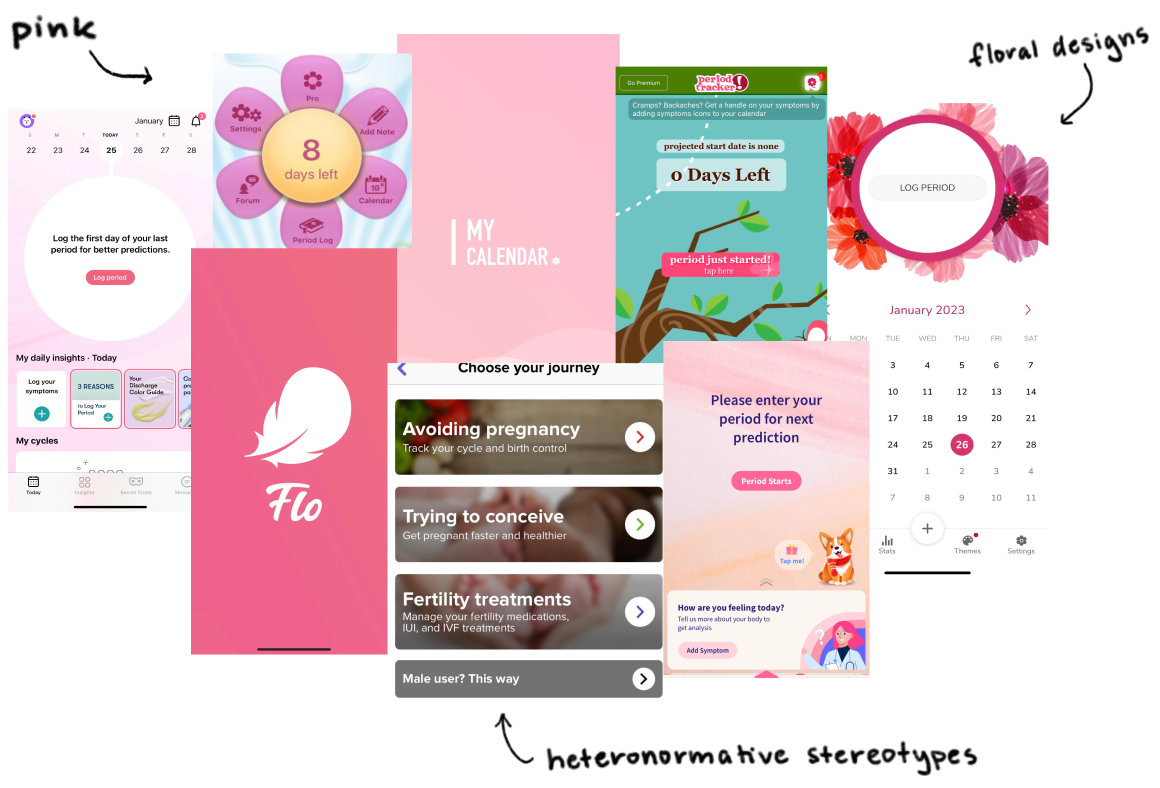 pink
floral designs
January
3
S M T TODAY T F S
22 23 24 25 26 27 28
Log the first day of your last
period for better predictions.
Log period
My daily insights · Today
Log your
symptoms
3 REASONS
to Log Your
Period
Your
Discharge
Color Guide
Co
pre
pa
My cycles
Today
Insights
Secret Chats
Pro
Settings
Add Note
8
days left
Forum
Calendar
10
Period Log
Flo
MY
CALENDAR
Go Premium
period
tracker!
1
Cramps? Backaches? Get a handle on your symptoms by
adding symptoms icons to your calendar
projected start date is none
0 Days Left
period just started!
tap here
Choose your journey
Avoiding pregnancy
Track your cycle and birth control
Trying to conceive
Get pregnant faster and healthier
Fertility treatments
Manage your fertility medications,
IUI, and IVF treatments
Male user? This way
Please enter your
period for next
prediction
Period Starts
Tap me!
How are you feeling today?
Tell us more about your body to
get analysis
Add Symptom
?
LOG PERIOD
January 2023
N MON TUE WED THU FRI SAT
3 4 5 6 7
10 11 12 13 14
17 18 19 20 21
24 25 26 27 28
31 1 2 3 4
7 8 9 10 11
Stats
Themes
Settings
heteronormative stereotypes